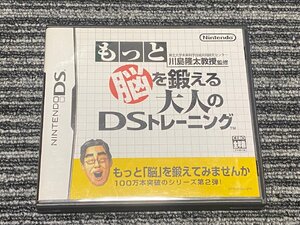 Nintendo
NINTENDO DS
もっと
川島隆太教授監修
脳を鍛える
大人の
DSトレーニング™
もっと「脳」を鍛えてみませんか
100万本突破のシリーズ第2弾!